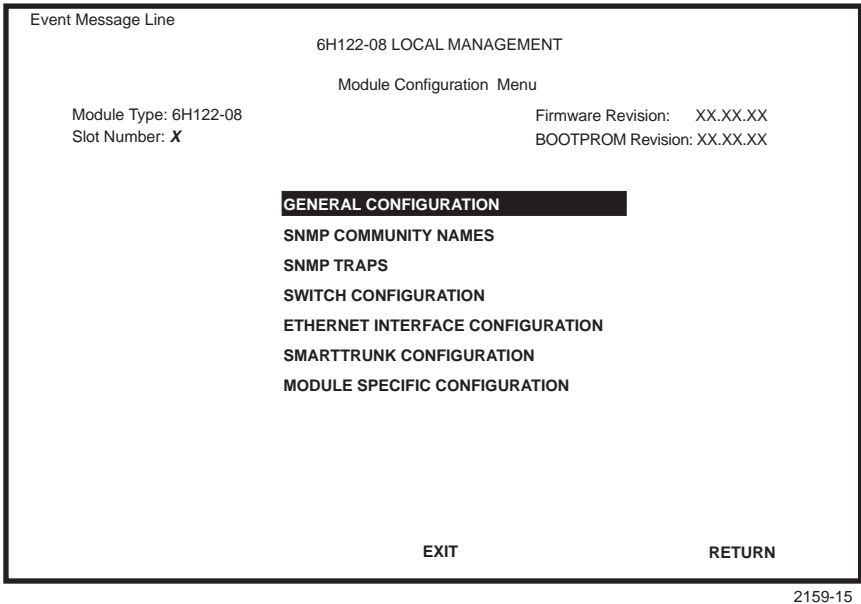 Event Message Line
6H122-08 LOCAL MANAGEMENT
Module Configuration Menu
Module Type: 6H122-08 Firmware Revision: XX.XX.XX
Slot Number: X BOOTPROM Revision: XX.XX.XX
GENERAL CONFIGURATION
SNMP COMMUNITY NAMES
SNMP TRAPS
SWITCH CONFIGURATION
ETHERNET INTERFACE CONFIGURATION
SMARTTRUNK CONFIGURATION
MODULE SPECIFIC CONFIGURATION
EXIT RETURN
2159-15